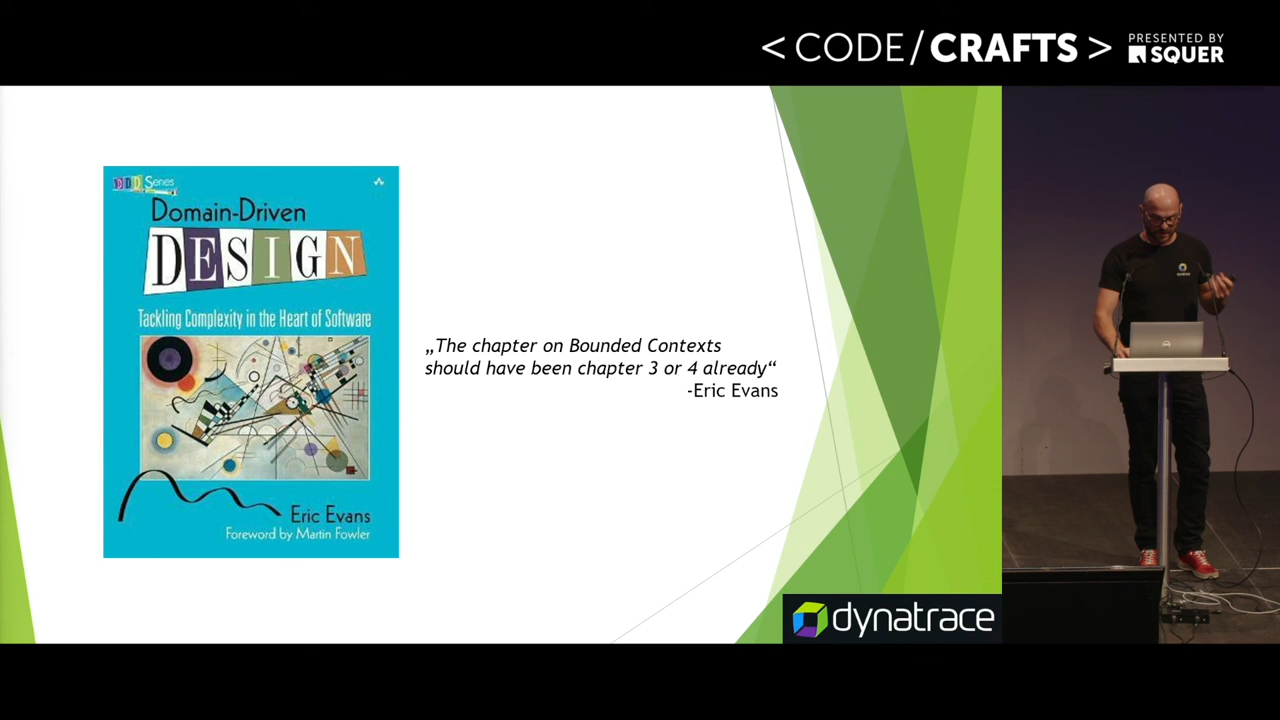 < CODE/CRAFTS >
PRESENTED BY
SQUER
DDD Series
Domain-Driven
DESIGN
Tackling Complexity in the Heart of Software
Eric Evans
Foreword by Martin Fowler
„The chapter on Bounded Contexts
should have been chapter 3 or 4 already“
-Eric Evans
dynatrace